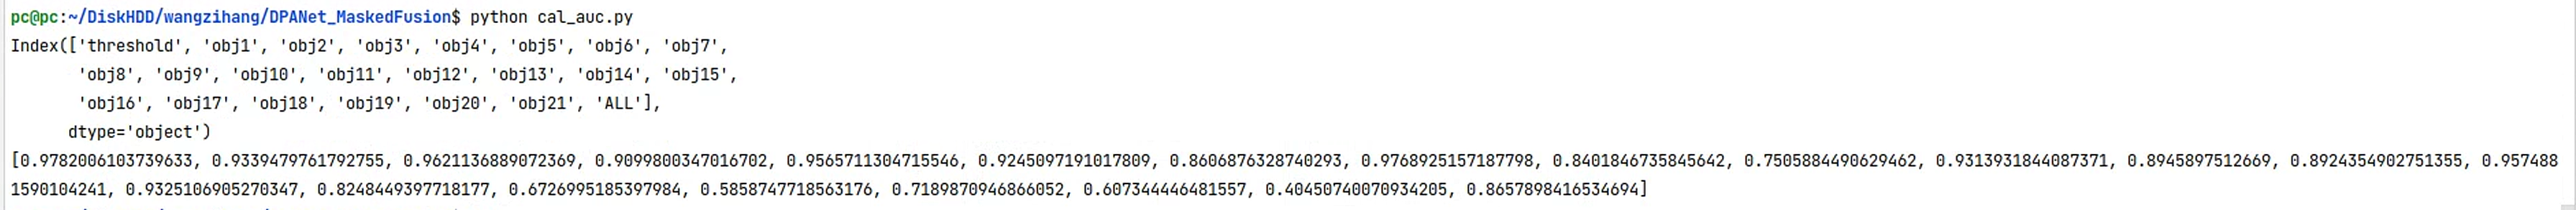 pc@pc:~/DiskHDD/wangzihang/DPANet_MaskedFusion$ python cal_auc.py
Index(['threshold', 'obj1', 'obj2', 'obj3', 'obj4', 'obj5', 'obj6', 'obj7',
'obj8', 'obj9', 'obj10', 'obj11', 'obj12', 'obj13', 'obj14', 'obj15',
'obj16', 'obj17', 'obj18', 'obj19', 'obj20', 'obj21', 'ALL'],
dtype='object')
[0.9782006103739633, 0.9339479761792755, 0.9621136889072369, 0.9099800347016702, 0.9565711304715546, 0.9245097191017809, 0.8606876328740293, 0.9768925157187798, 0.8401846735845642, 0.7505884490629462, 0.9313931844087371, 0.8945897512669, 0.8924354902751355, 0.957488
1590104241, 0.9325106905270347, 0.8248449397718177, 0.6726995185397984, 0.5858747718563176, 0.7189870946866052, 0.607344446481557, 0.40450740070934205, 0.8657898416534694]